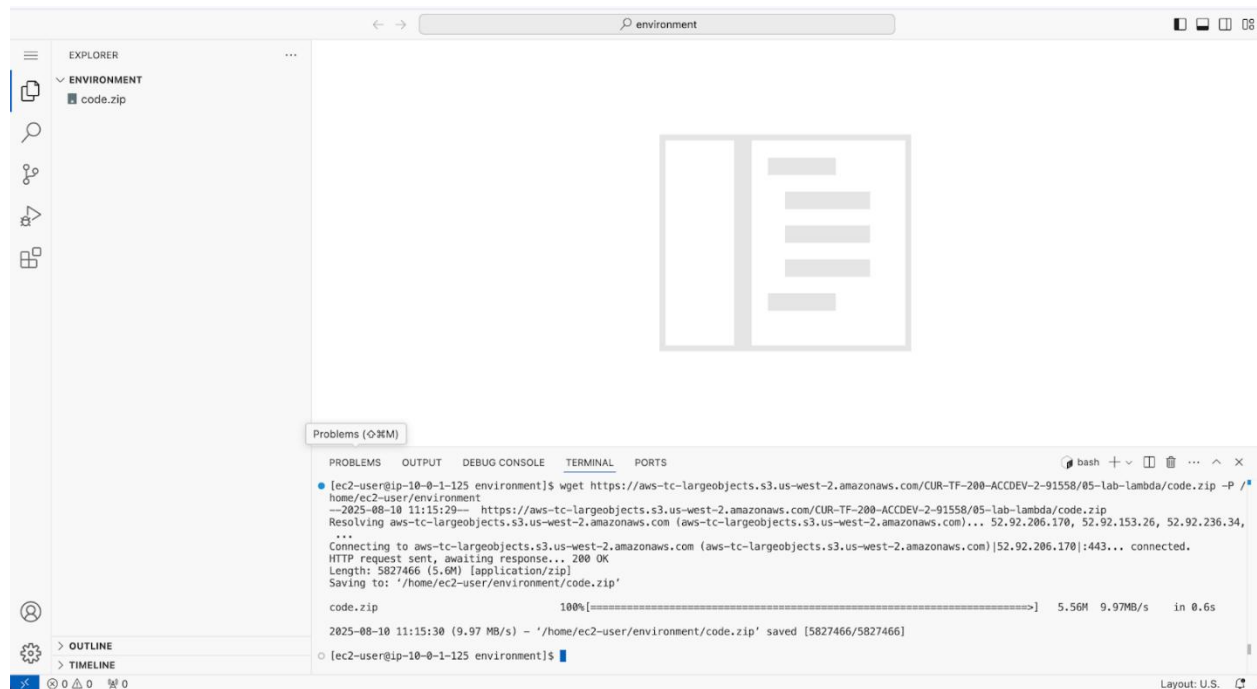 environment
EXPLORER
ENVIRONMENT
code.zip
Problems (⇧⌘M)
PROBLEMS OUTPUT DEBUG CONSOLE TERMINAL PORTS
bash
[ec2-user@ip-10-0-1-125 environment]$ wget https://aws-tc-largeobjects.s3.us-west-2.amazonaws.com/CUR-TF-200-ACCDEV-2-91558/05-lab-lambda/code.zip -P /
home/ec2-user/environment
--2025-08-10 11:15:29-- https://aws-tc-largeobjects.s3.us-west-2.amazonaws.com/CUR-TF-200-ACCDEV-2-91558/05-lab-lambda/code.zip
Resolving aws-tc-largeobjects.s3.us-west-2.amazonaws.com (aws-tc-largeobjects.s3.us-west-2.amazonaws.com)... 52.92.206.170, 52.92.153.26, 52.92.236.34,
...
Connecting to aws-tc-largeobjects.s3.us-west-2.amazonaws.com (aws-tc-largeobjects.s3.us-west-2.amazonaws.com)|52.92.206.170|:443... connected.
HTTP request sent, awaiting response... 200 OK
Length: 5827466 (5.6M) [application/zip]
Saving to: ‘/home/ec2-user/environment/code.zip’
code.zip 100%[=========================================================================>] 5.56M 9.97MB/s in 0.6s
2025-08-10 11:15:30 (9.97 MB/s) - ‘/home/ec2-user/environment/code.zip’ saved [5827466/5827466]
[ec2-user@ip-10-0-1-125 environment]$
OUTLINE
TIMELINE
0 0 0
Layout: U.S.